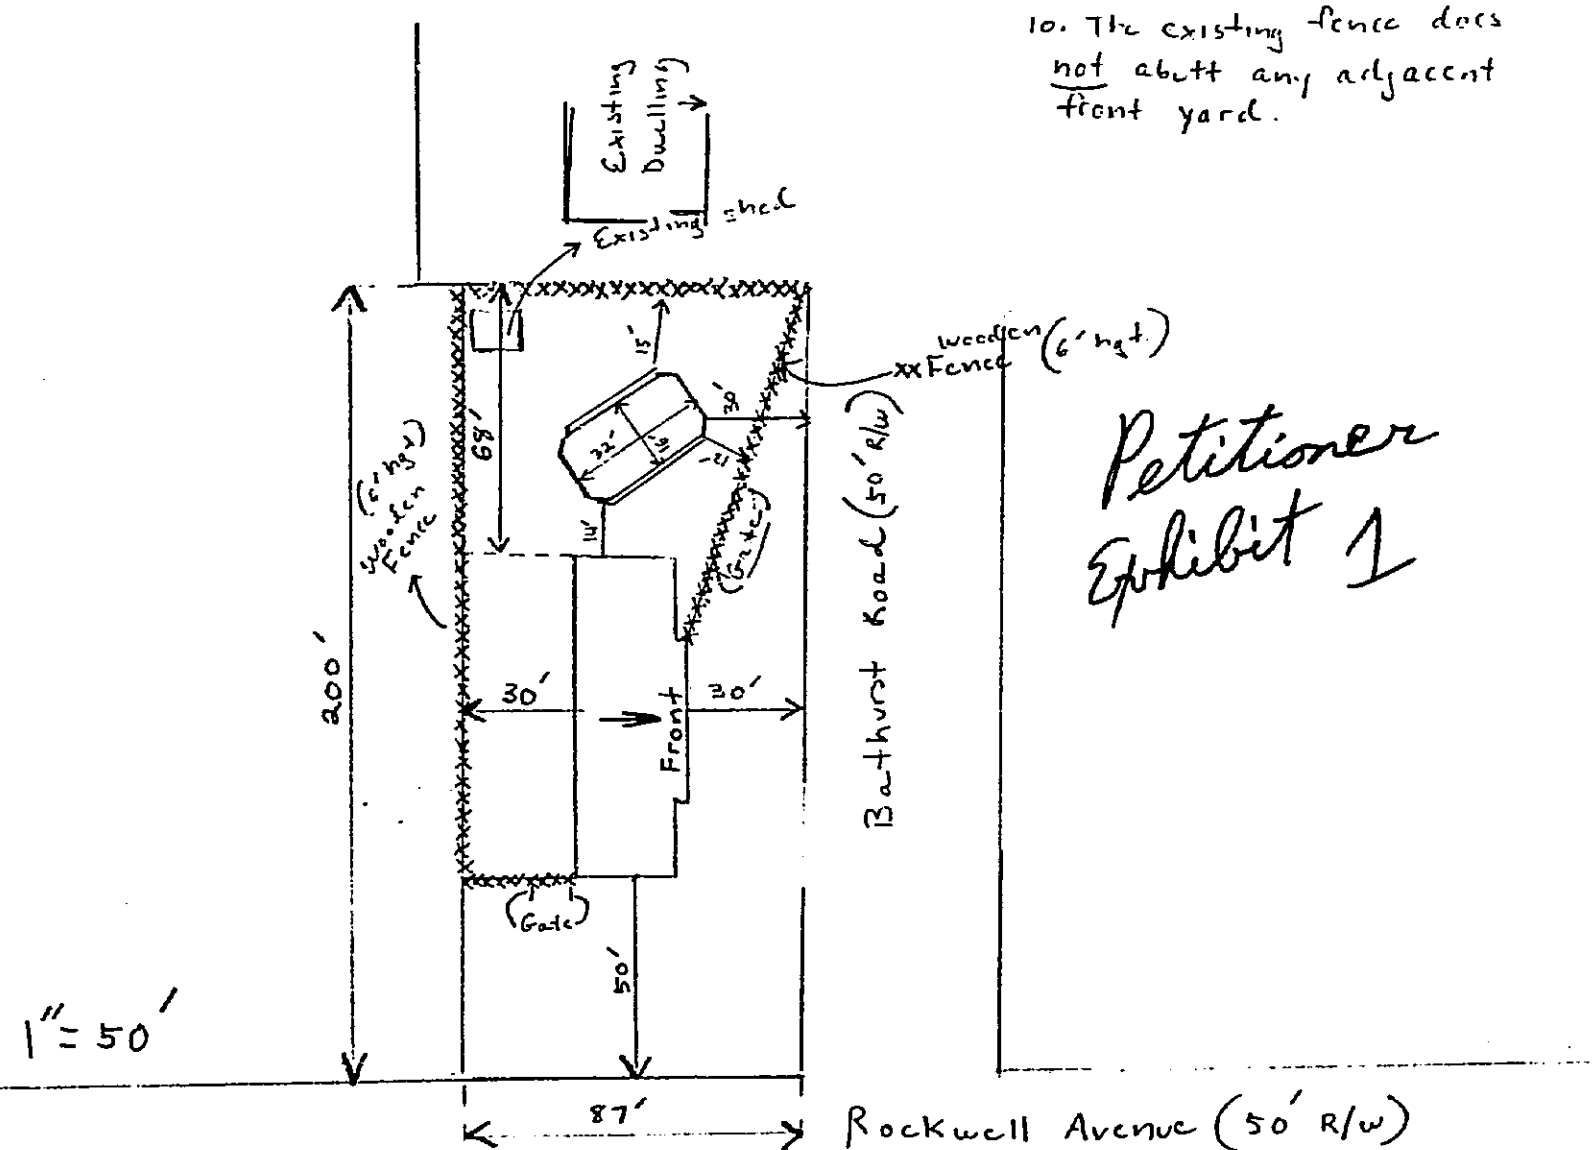 10. The existing fence does
not abutt any adjacent
front yard.
Existing
Dwelling
Existing shed
15'
wooden (6' hgt.)
xx Fence
30'
68'
32'
16'
12'
14'
(Gate)
(6' hgt)
Wooden
Fence
Bathurst Road (50' R/W)
Petitioner
Exhibit 1
200'
30'
Front
30'
(Gate)
50'
1" = 50'
87'
Rockwell Avenue (50' R/W)